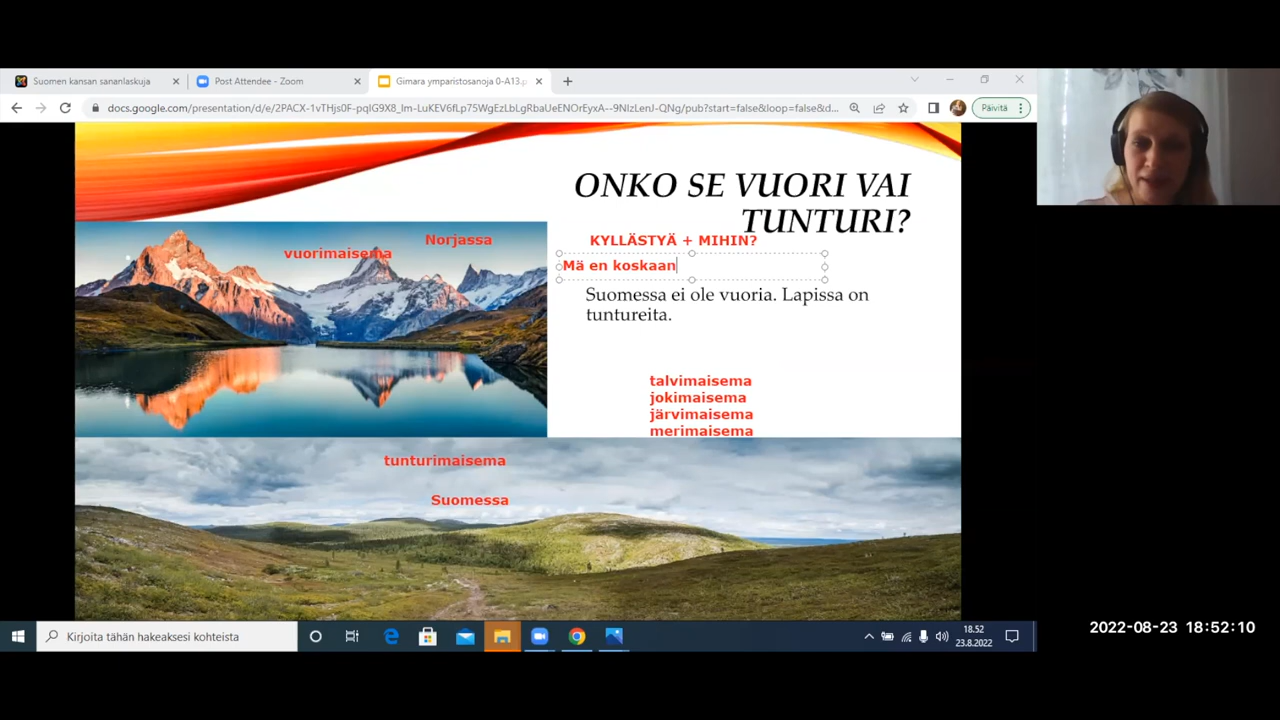 Suomen kansan sananlaskuja
Post Attendee - Zoom
Gimara ymparistosanoja 0-A13.p
docs.google.com/presentation/d/e/2PACX-1vTHjs0F-pqIG9X8_Im-LuKEV6fLp75WgEzLbLgRbaUeENOrEyxA--9NIzLenJ-QNg/pub?start=false&loop=false&d...
Päivitä
ONKO SE VUORI VAI
TUNTURI?
KYLLÄSTYÄ + MIHIN?
Mä en koskaan
Suomessa ei ole vuoria. Lapissa on
tuntureita.
Norjassa
vuorimaisema
talvimaisema
jokimaisema
järvimaisema
merimaisema
tunturimaisema
Suomessa
Kirjoita tähän hakeaksesi kohteista
18.52
23.8.2022
2022-08-23 18:52:10